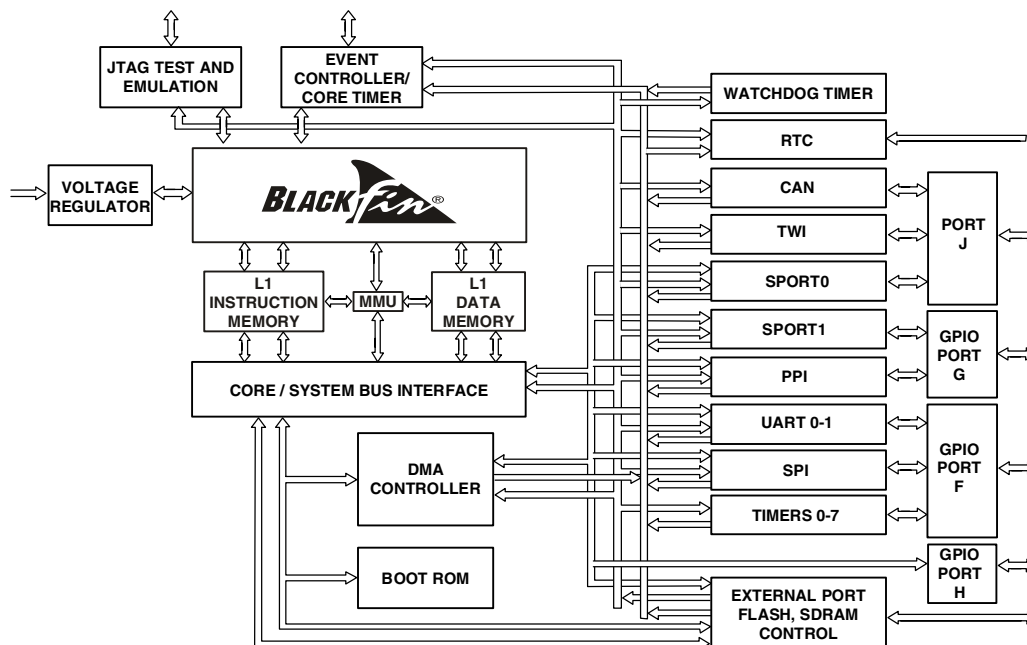 JTAG TEST AND
EMULATION
EVENT
CONTROLLER/
CORE TIMER
WATCHDOG TIMER
RTC
VOLTAGE
REGULATOR
BLACKfin®
CAN
TWI
SPORT0
PORT
J
L1
INSTRUCTION
MEMORY
MMU
L1
DATA
MEMORY
SPORT1
PPI
GPIO
PORT
G
CORE / SYSTEM BUS INTERFACE
UART 0-1
SPI
TIMERS 0-7
GPIO
PORT
F
DMA
CONTROLLER
BOOT ROM
GPIO
PORT
H
EXTERNAL PORT
FLASH, SDRAM
CONTROL